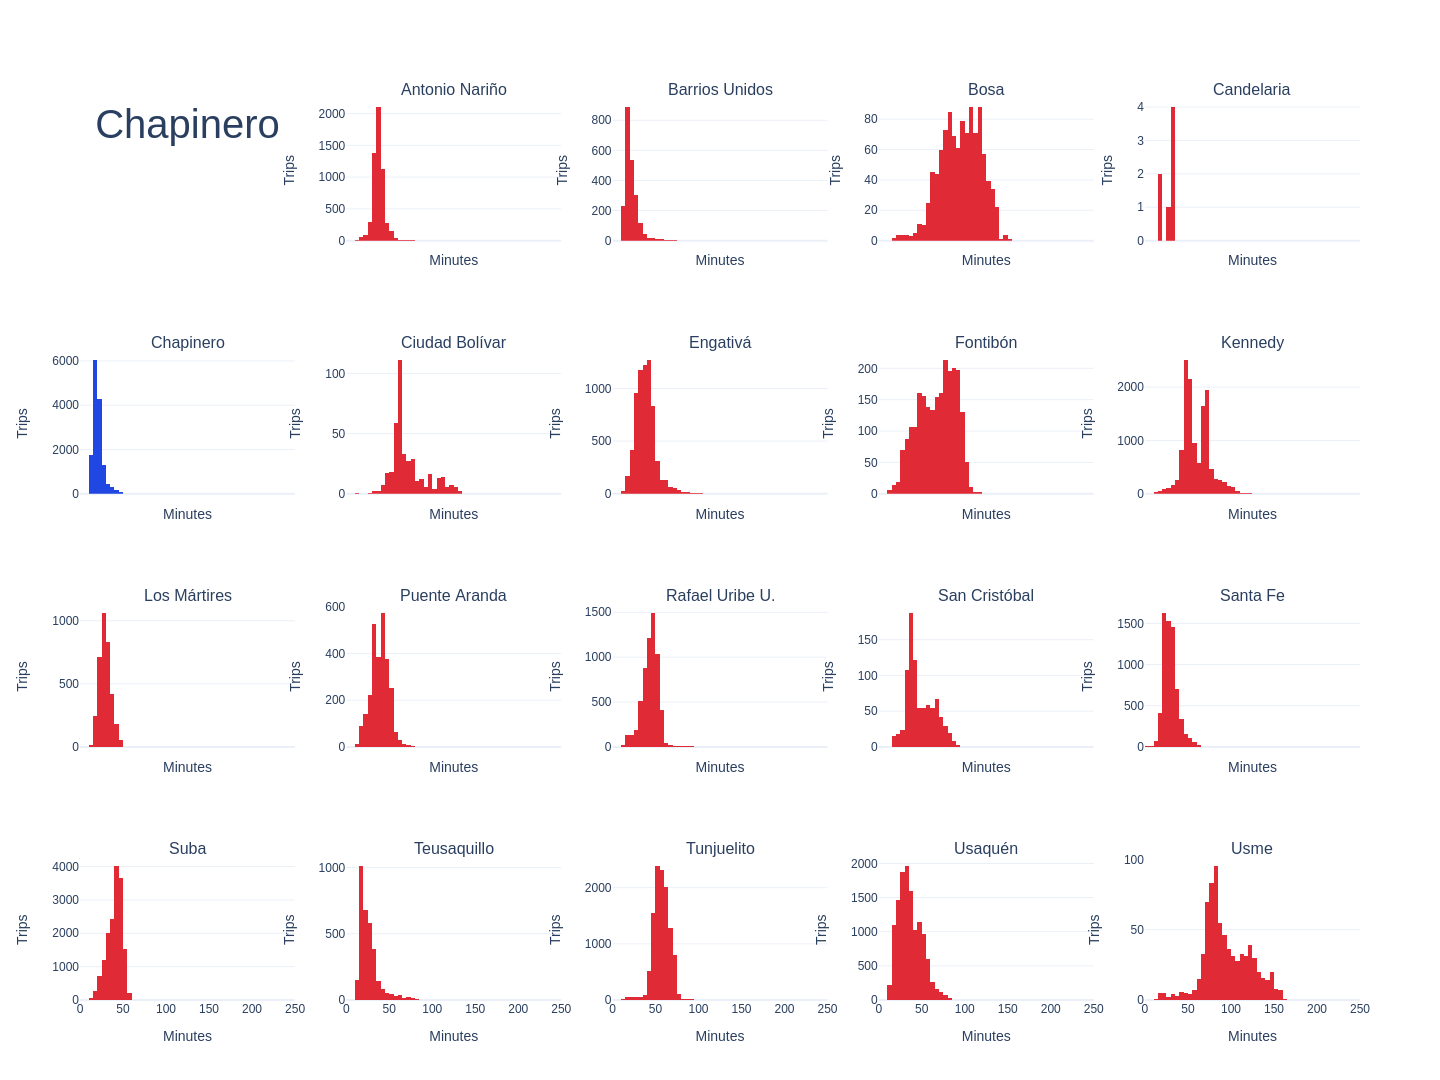 Chapinero
Antonio Nariño
2000
1500
1000
500
0
Trips
Minutes
Barrios Unidos
800
600
400
200
0
Trips
Minutes
Bosa
80
60
40
20
0
Trips
Minutes
Candelaria
4
3
2
1
0
Trips
Minutes
Chapinero
6000
4000
2000
0
Trips
Minutes
Ciudad Bolívar
100
50
0
Trips
Minutes
Engativá
1000
500
0
Trips
Minutes
Fontibón
200
150
100
50
0
Trips
Minutes
Kennedy
2000
1000
0
Trips
Minutes
Los Mártires
1000
500
0
Trips
Minutes
Puente Aranda
600
400
200
0
Trips
Minutes
Rafael Uribe U.
1500
1000
500
0
Trips
Minutes
San Cristóbal
150
100
50
0
Trips
Minutes
Santa Fe
1500
1000
500
0
Trips
Minutes
Suba
4000
3000
2000
1000
0
Trips
0 50 100 150 200 250
Minutes
Teusaquillo
1000
500
0
Trips
0 50 100 150 200 250
Minutes
Tunjuelito
2000
1000
0
Trips
0 50 100 150 200 250
Minutes
Usaquén
2000
1500
1000
500
0
Trips
0 50 100 150 200 250
Minutes
Usme
100
50
0
Trips
0 50 100 150 200 250
Minutes